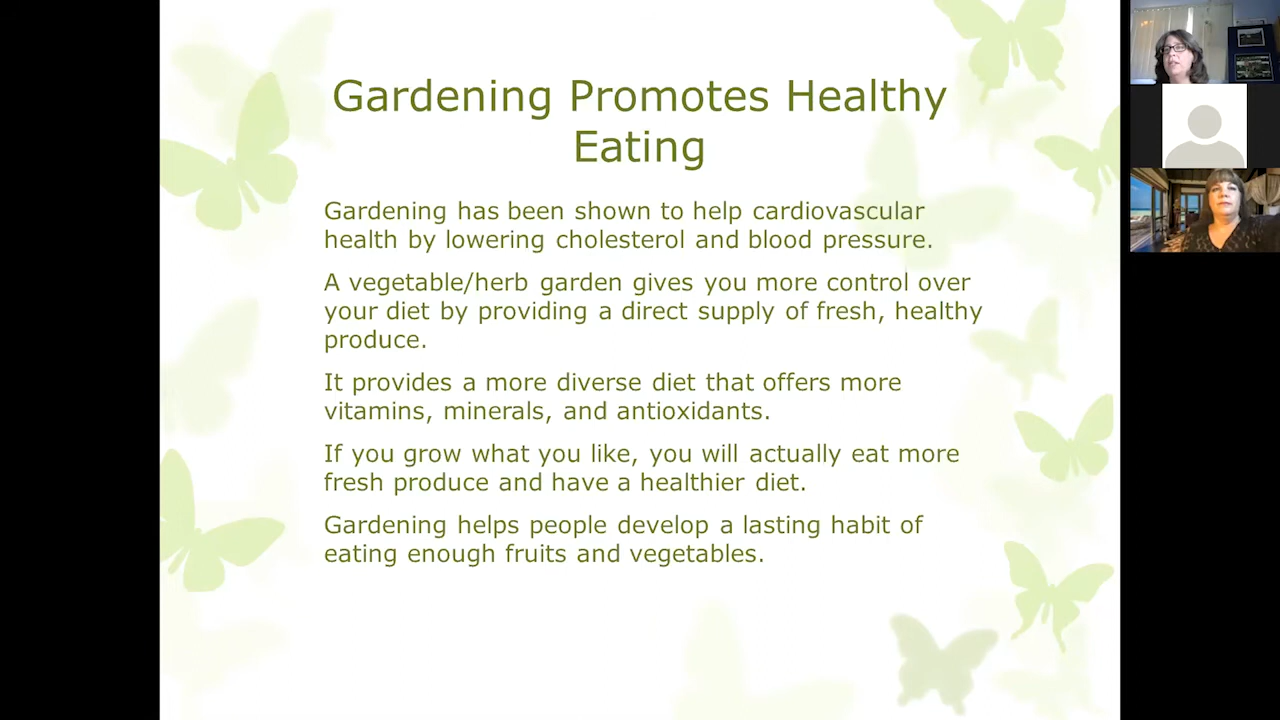 Gardening Promotes Healthy
Eating
Gardening has been shown to help cardiovascular
health by lowering cholesterol and blood pressure.
A vegetable/herb garden gives you more control over
your diet by providing a direct supply of fresh, healthy
produce.
It provides a more diverse diet that offers more
vitamins, minerals, and antioxidants.
If you grow what you like, you will actually eat more
fresh produce and have a healthier diet.
Gardening helps people develop a lasting habit of
eating enough fruits and vegetables.